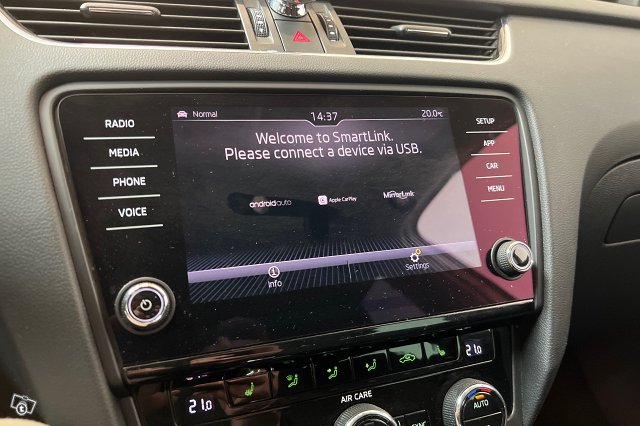 Normal
14:37
20.0°C
RADIO
MEDIA
PHONE
VOICE
Welcome to SmartLink.
Please connect a device via USB.
androidauto
Apple CarPlay
MirrorLink
Info
Settings
SETUP
APP
CAR
MENU
21.0
21.0
AIR CARE
SYNC
AUTO